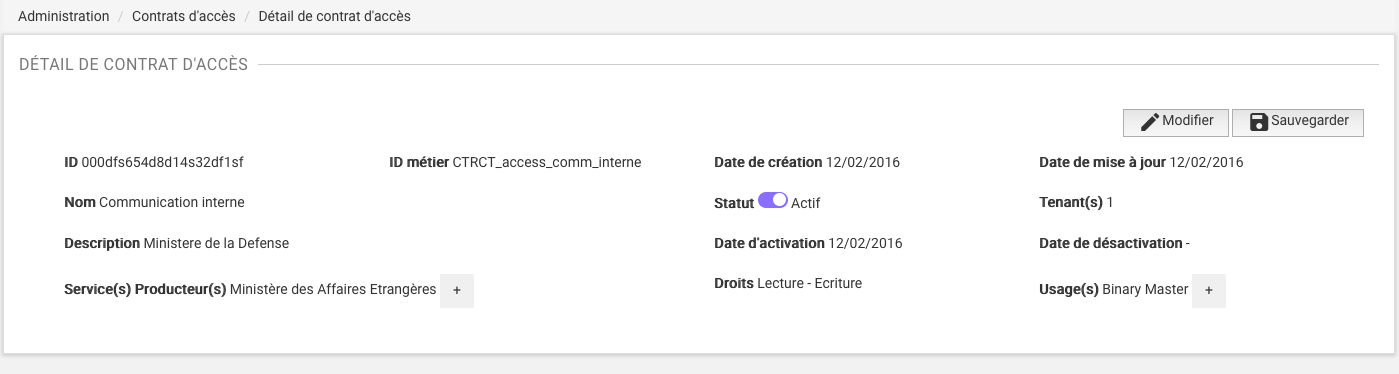 Administration / Contrats d'accès / Détail de contrat d'accès
DÉTAIL DE CONTRAT D'ACCÈS
Modifier Sauvegarder
ID 000dfs654d8d14s32df1sf ID métier CTRCT_access_comm_interne Date de création 12/02/2016 Date de mise à jour 12/02/2016
Nom Communication interne Statut Actif Tenant(s) 1
Description Ministere de la Defense Date d'activation 12/02/2016 Date de désactivation -
Service(s) Producteur(s) Ministère des Affaires Etrangères + Droits Lecture - Ecriture Usage(s) Binary Master +